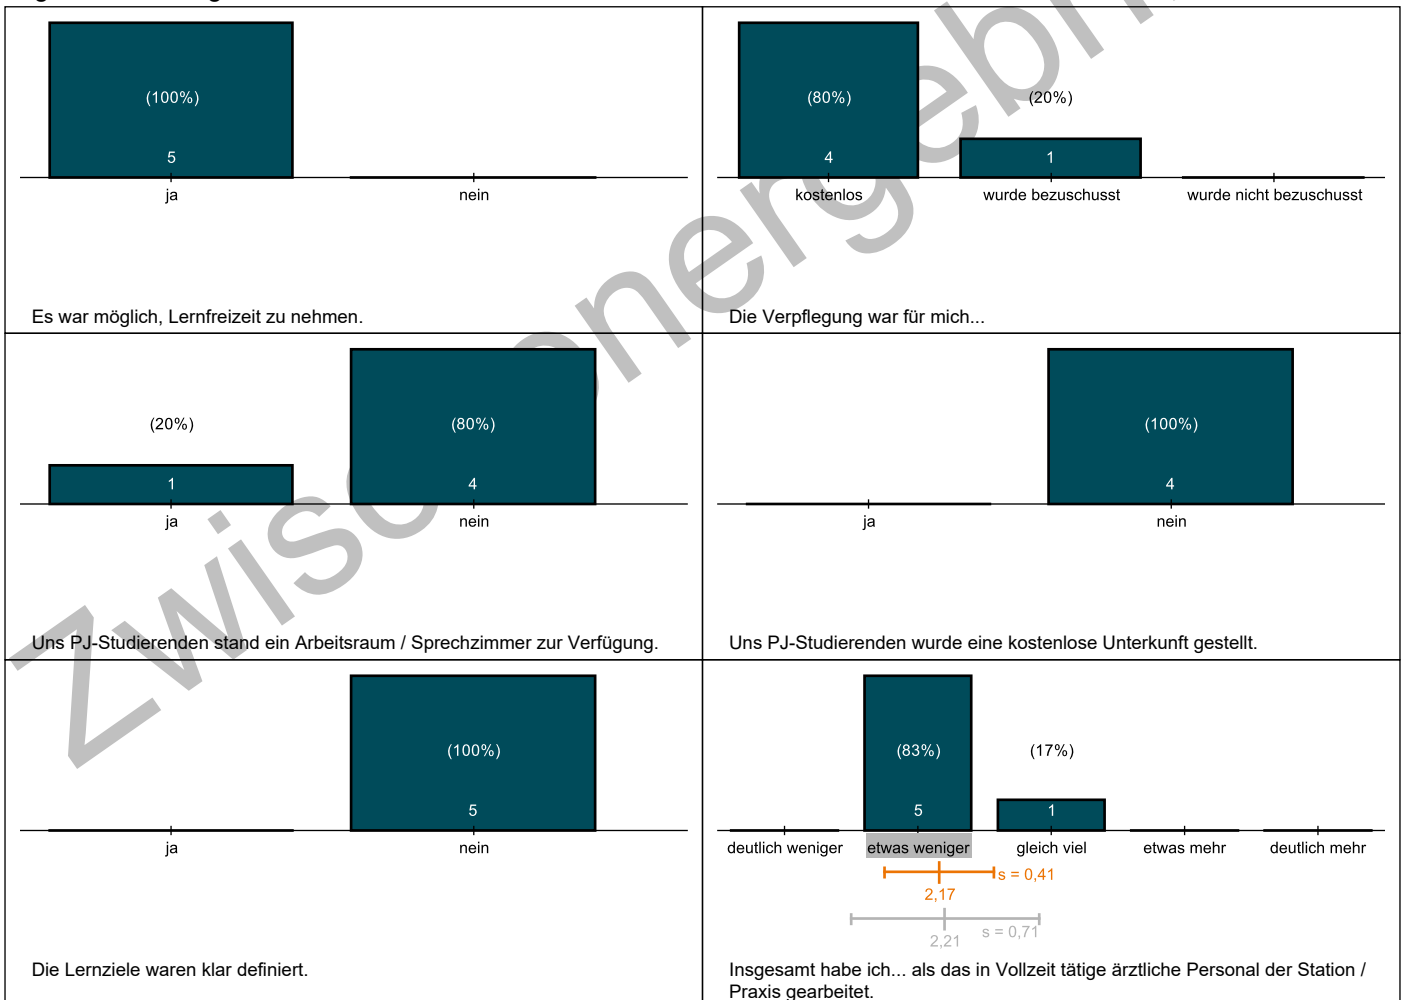 (100%)
5
ja
nein
Es war möglich, Lernfreizeit zu nehmen.
(80%)
(20%)
4
1
kostenlos
wurde bezuschusst
wurde nicht bezuschusst
Die Verpflegung war für mich...
(20%)
(80%)
1
4
ja
nein
Uns PJ-Studierenden stand ein Arbeitsraum / Sprechzimmer zur Verfügung.
(100%)
4
ja
nein
Uns PJ-Studierenden wurde eine kostenlose Unterkunft gestellt.
(100%)
5
ja
nein
Die Lernziele waren klar definiert.
(83%)
(17%)
5
1
deutlich weniger
etwas weniger
gleich viel
etwas mehr
deutlich mehr
s = 0,41
2,17
s = 0,71
2,21
Insgesamt habe ich... als das in Vollzeit tätige ärztliche Personal der Station /
Praxis gearbeitet.